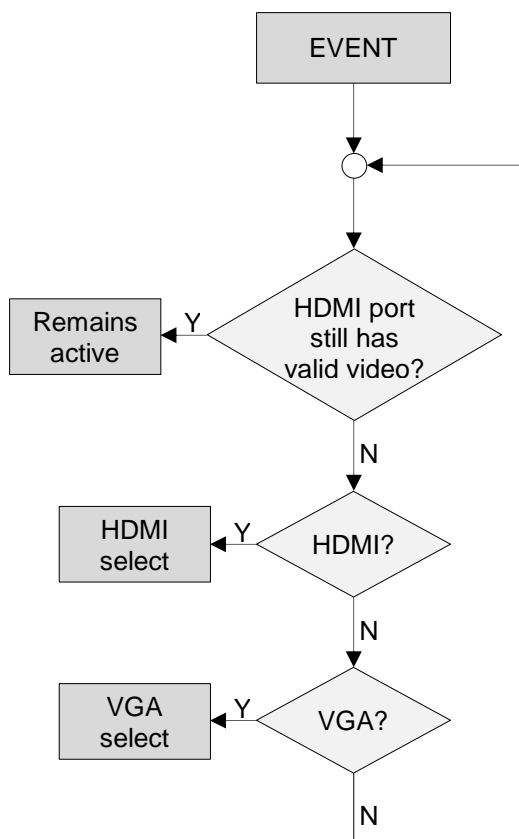 EVENT
HDMI port
still has
valid video?
Y
Remains
active
N
HDMI?
Y
HDMI
select
N
VGA?
Y
VGA
select
N